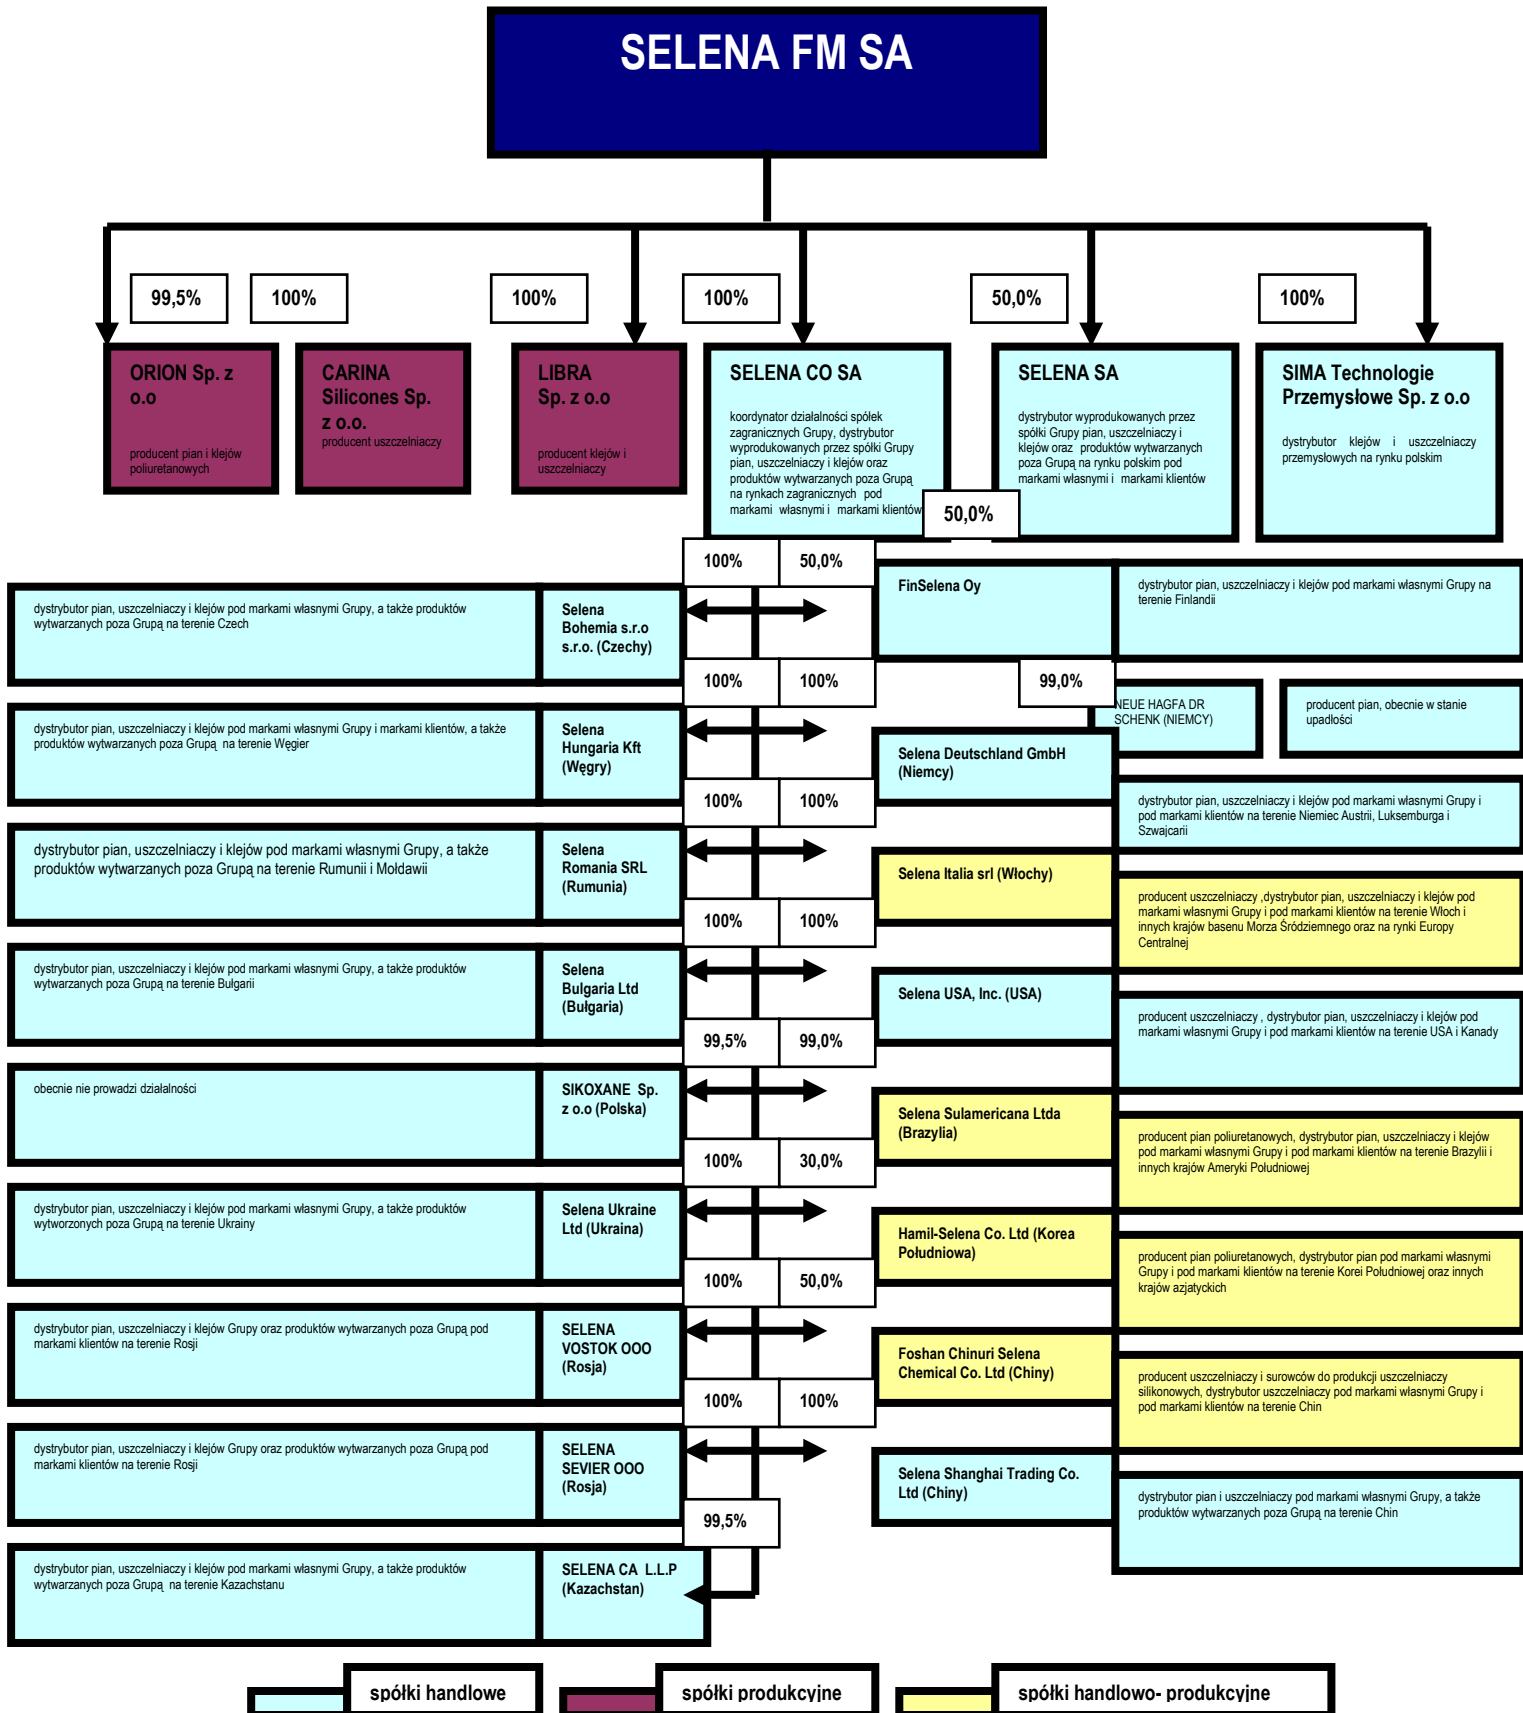 SELENA FM SA
99,5%
100%
100%
100%
50,0%
100%
ORION Sp. z
o.o
producent pian i klejów
poliuretanowych
CARINA
Silicones Sp.
z o.o.
producent uszczelniaczy
LIBRA
Sp. z o.o
producent klejów i
uszczelniaczy
SELENA CO SA
koordynator działalności spółek
zagranicznych Grupy, dystrybutor
wyprodukowanych przez spółki Grupy
pian, uszczelniaczy i klejów oraz
produktów wytwarzanych poza Grupą
na rynkach zagranicznych pod
markami własnymi i markami klientów
SELENA SA
dystrybutor wyprodukowanych przez
spółki Grupy pian, uszczelniaczy i
klejów oraz produktów wytwarzanych
poza Grupą na rynku polskim pod
markami własnymi i markami klientów
SIMA Technologie
Przemysłowe Sp. z o.o
dystrybutor klejów i uszczelniaczy
przemysłowych na rynku polskim
50,0%
100%
50,0%
dystrybutor pian, uszczelniaczy i klejów pod markami własnymi Grupy, a także produktów
wytwarzanych poza Grupą na terenie Czech
Selena
Bohemia s.r.o
s.r.o. (Czechy)
FinSelena Oy
dystrybutor pian, uszczelniaczy i klejów pod markami własnymi Grupy na
terenie Finlandii
100%
100%
99,0%
NEUE HAGFA DR
SCHENK (NIEMCY)
producent pian, obecnie w stanie
upadłości
dystrybutor pian, uszczelniaczy i klejów pod markami własnymi Grupy i markami klientów, a także
produktów wytwarzanych poza Grupą na terenie Węgier
Selena
Hungaria Kft
(Węgry)
Selena Deutschland GmbH
(Niemcy)
dystrybutor pian, uszczelniaczy i klejów pod markami własnymi Grupy i
pod markami klientów na terenie Niemiec Austrii, Luksemburga i
Szwajcarii
100%
100%
dystrybutor pian, uszczelniaczy i klejów pod markami własnymi Grupy, a także
produktów wytwarzanych poza Grupą na terenie Rumunii i Mołdawii
Selena
Romania SRL
(Rumunia)
Selena Italia srl (Włochy)
producent uszczelniaczy ,dystrybutor pian, uszczelniaczy i klejów pod
markami własnymi Grupy i pod markami klientów na terenie Włoch i
innych krajów basenu Morza Śródziemnego oraz na rynki Europy
Centralnej
100%
100%
dystrybutor pian, uszczelniaczy i klejów pod markami własnymi Grupy, a także produktów
wytwarzanych poza Grupą na terenie Bułgarii
Selena
Bulgaria Ltd
(Bułgaria)
Selena USA, Inc. (USA)
producent uszczelniaczy , dystrybutor pian, uszczelniaczy i klejów pod
markami własnymi Grupy i pod markami klientów na terenie USA i Kanady
99,5%
99,0%
obecnie nie prowadzi działalności
SIKOXANE Sp.
z o.o (Polska)
Selena Sulamericana Ltda
(Brazylia)
producent pian poliuretanowych, dystrybutor pian, uszczelniaczy i klejów
pod markami własnymi Grupy i pod markami klientów na terenie Brazylii i
innych krajów Ameryki Południowej
100%
30,0%
dystrybutor pian, uszczelniaczy i klejów pod markami własnymi Grupy, a także produktów
wytworzonych poza Grupą na terenie Ukrainy
Selena Ukraine
Ltd (Ukraina)
Hamil-Selena Co. Ltd (Korea
Południowa)
producent pian poliuretanowych, dystrybutor pian pod markami własnymi
Grupy i pod markami klientów na terenie Korei Południowej oraz innych
krajów azjatyckich
100%
50,0%
dystrybutor pian, uszczelniaczy i klejów Grupy oraz produktów wytwarzanych poza Grupą pod
markami klientów na terenie Rosji
SELENA
VOSTOK OOO
(Rosja)
Foshan Chinuri Selena
Chemical Co. Ltd (Chiny)
producent uszczelniaczy i surowców do produkcji uszczelniaczy
silikonowych, dystrybutor uszczelniaczy pod markami własnymi Grupy i
pod markami klientów na terenie Chin
100%
100%
dystrybutor pian, uszczelniaczy i klejów Grupy oraz produktów wytwarzanych poza Grupą pod
markami klientów na terenie Rosji
SELENA
SEVIER OOO
(Rosja)
Selena Shanghai Trading Co.
Ltd (Chiny)
dystrybutor pian i uszczelniaczy pod markami własnymi Grupy, a także
produktów wytwarzanych poza Grupą na terenie Chin
99,5%
dystrybutor pian, uszczelniaczy i klejów pod markami własnymi Grupy, a także produktów
wytwarzanych poza Grupą na terenie Kazachstanu
SELENA CA L.L.P
(Kazachstan)
spółki handlowe
spółki produkcyjne
spółki handlowo- produkcyjne